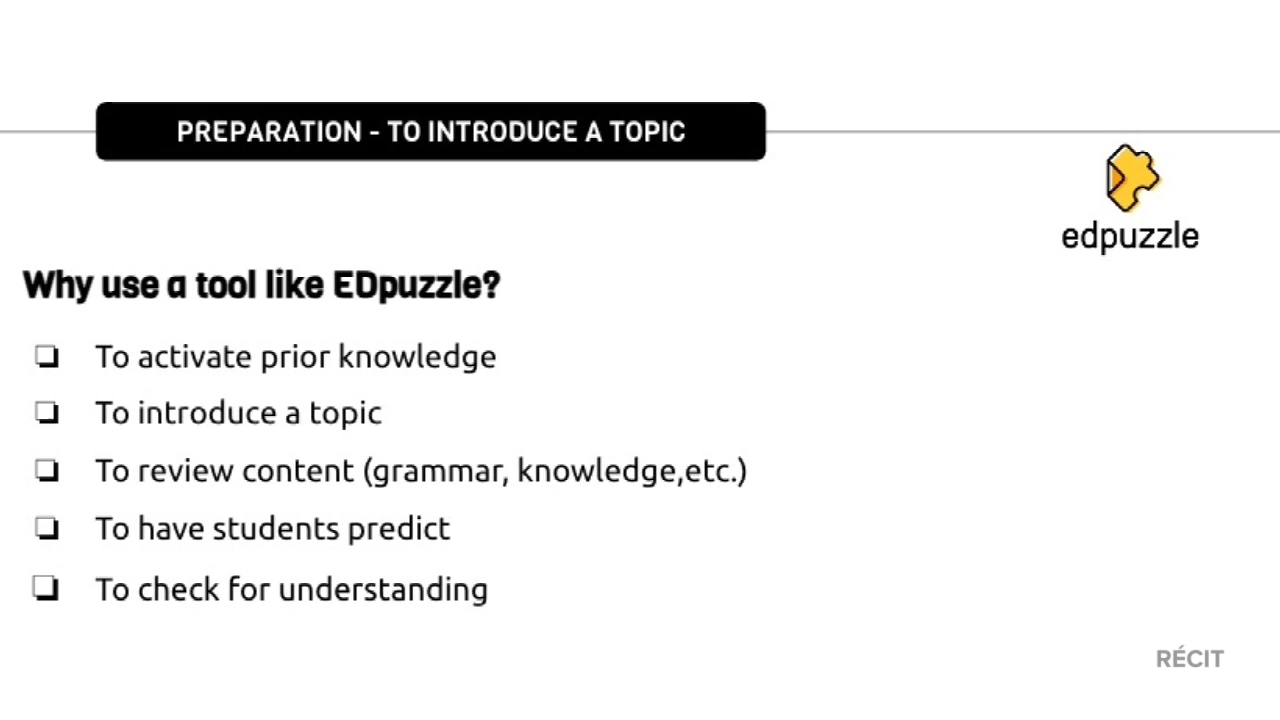 PREPARATION - TO INTRODUCE A TOPIC
edpuzzle
Why use a tool like EDpuzzle?
To activate prior knowledge
To introduce a topic
To review content (grammar, knowledge,etc.)
To have students predict
To check for understanding
RÉCIT